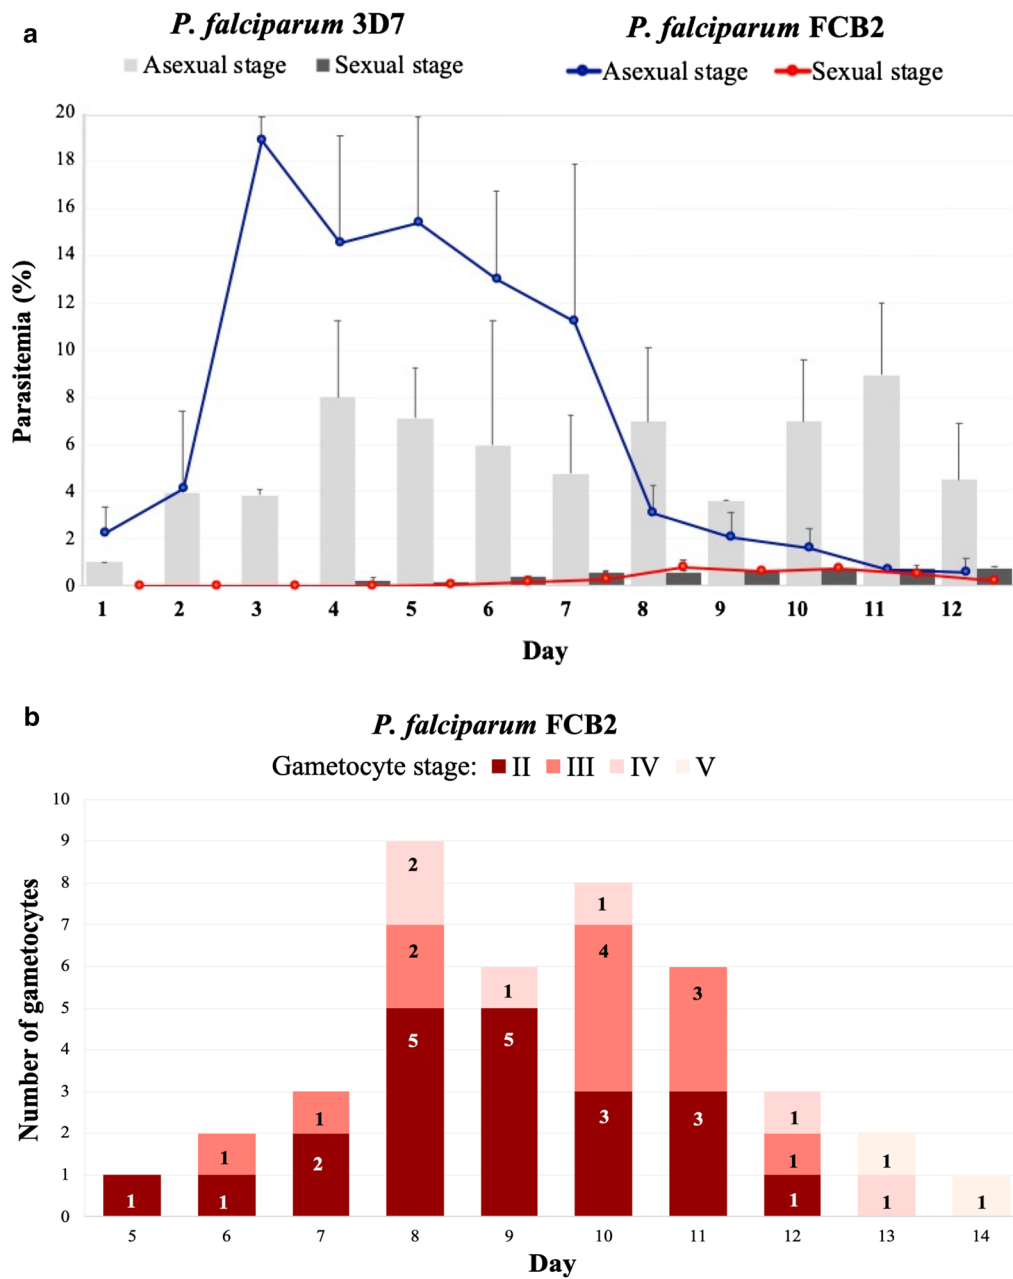 a
P. falciparum 3D7
P. falciparum FCB2
Asexual stage
Sexual stage
Asexual stage
Sexual stage
Parasitemia (%)
20
18
16
14
12
10
8
6
4
2
0
1 2 3 4 5 6 7 8 9 10 11 12
Day
b
P. falciparum FCB2
Gametocyte stage: II III IV V
Number of gametocytes
10
9
8
7
6
5
4
3
2
1
0
1
1
1
1
2
2
2
5
1
5
1
4
3
3
3
1
1
1
1
1
1
5 6 7 8 9 10 11 12 13 14
Day